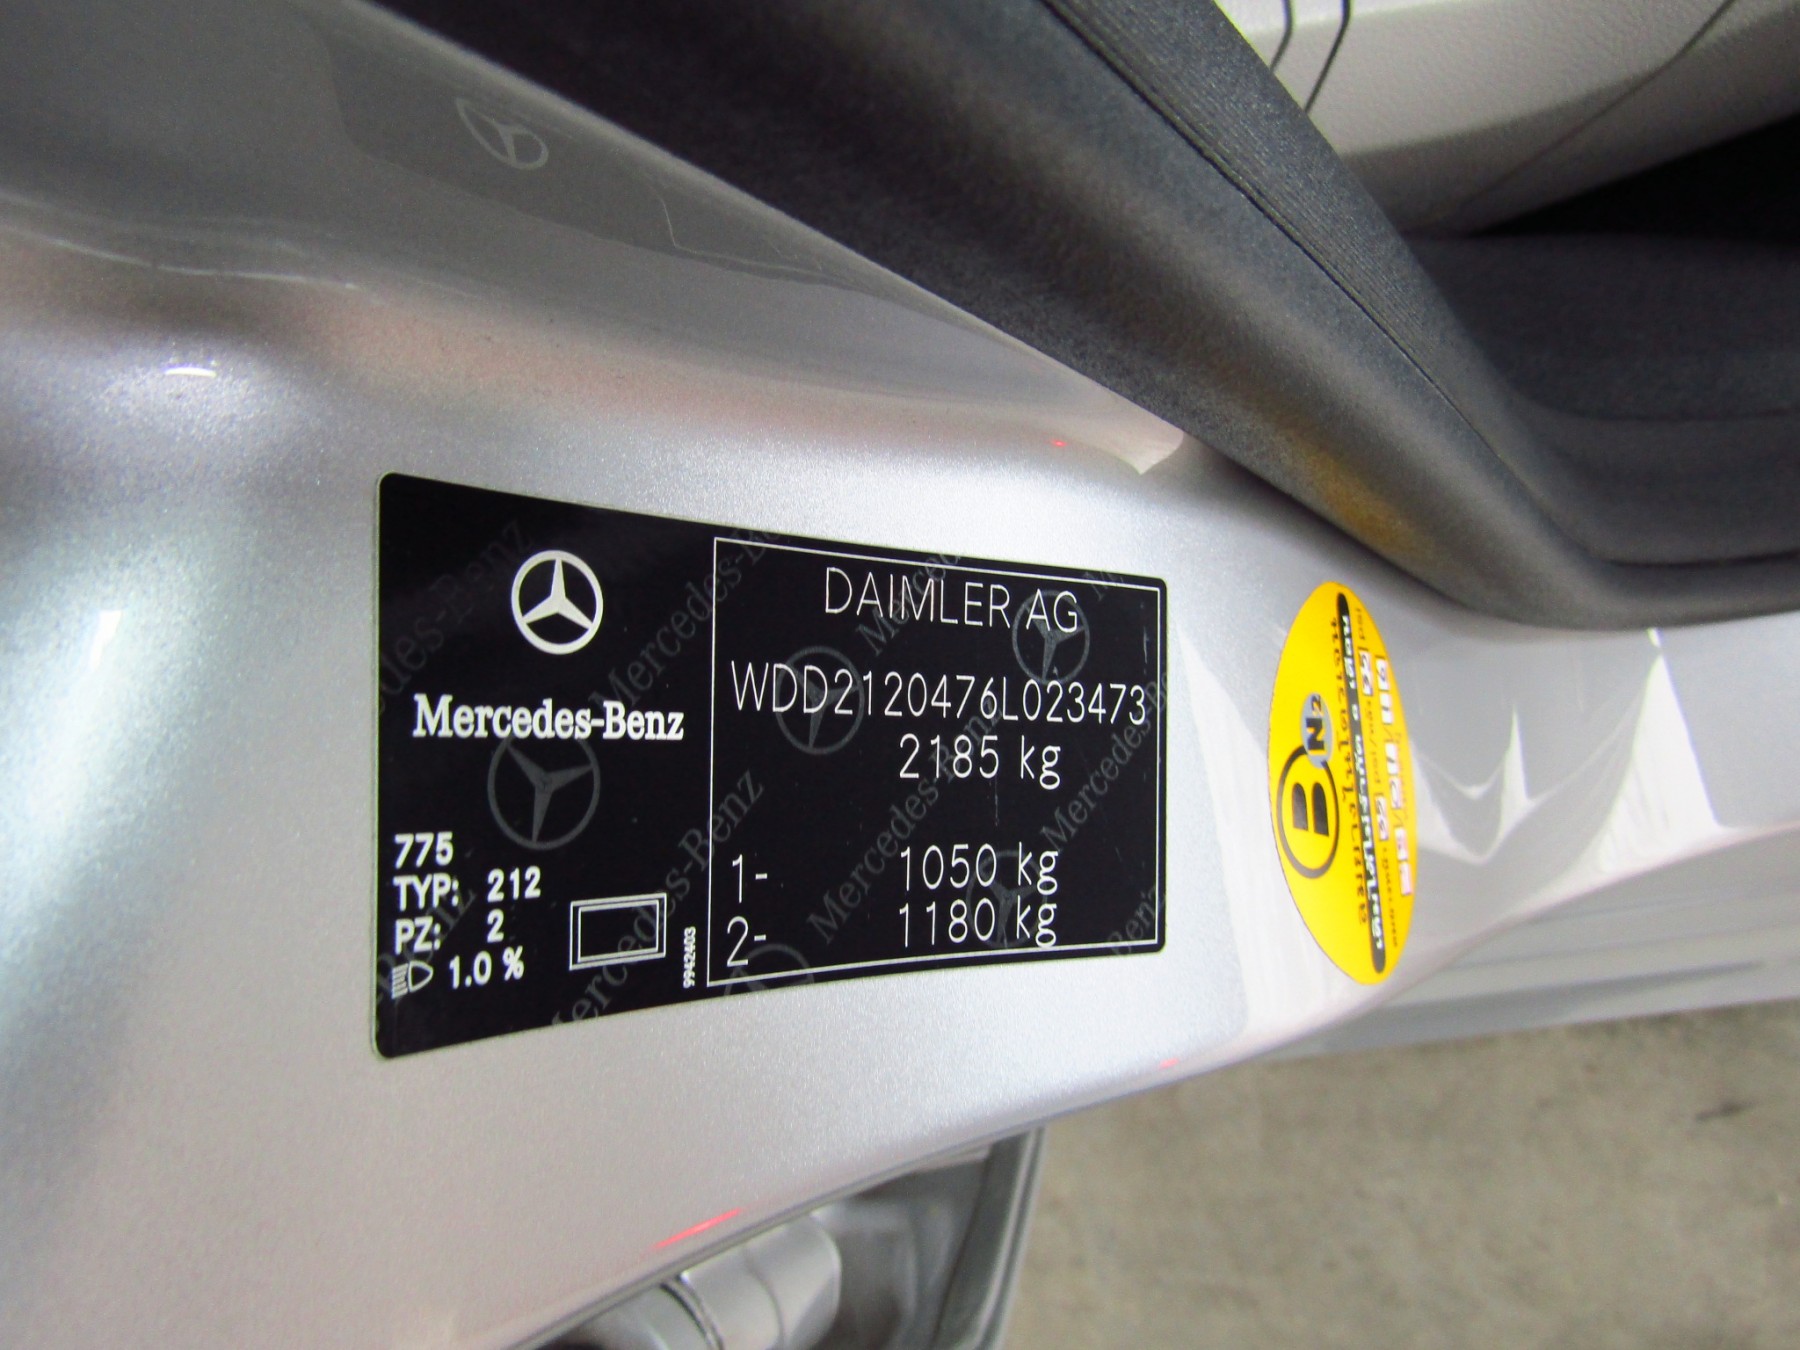 DAIMLER AG
WDD2120476L023473
2185 kg
1- 1050 kg
2- 1180 kg
Mercedes-Benz
775
TYP: 212
PZ: 2
1.0 %
9942403
B
N2